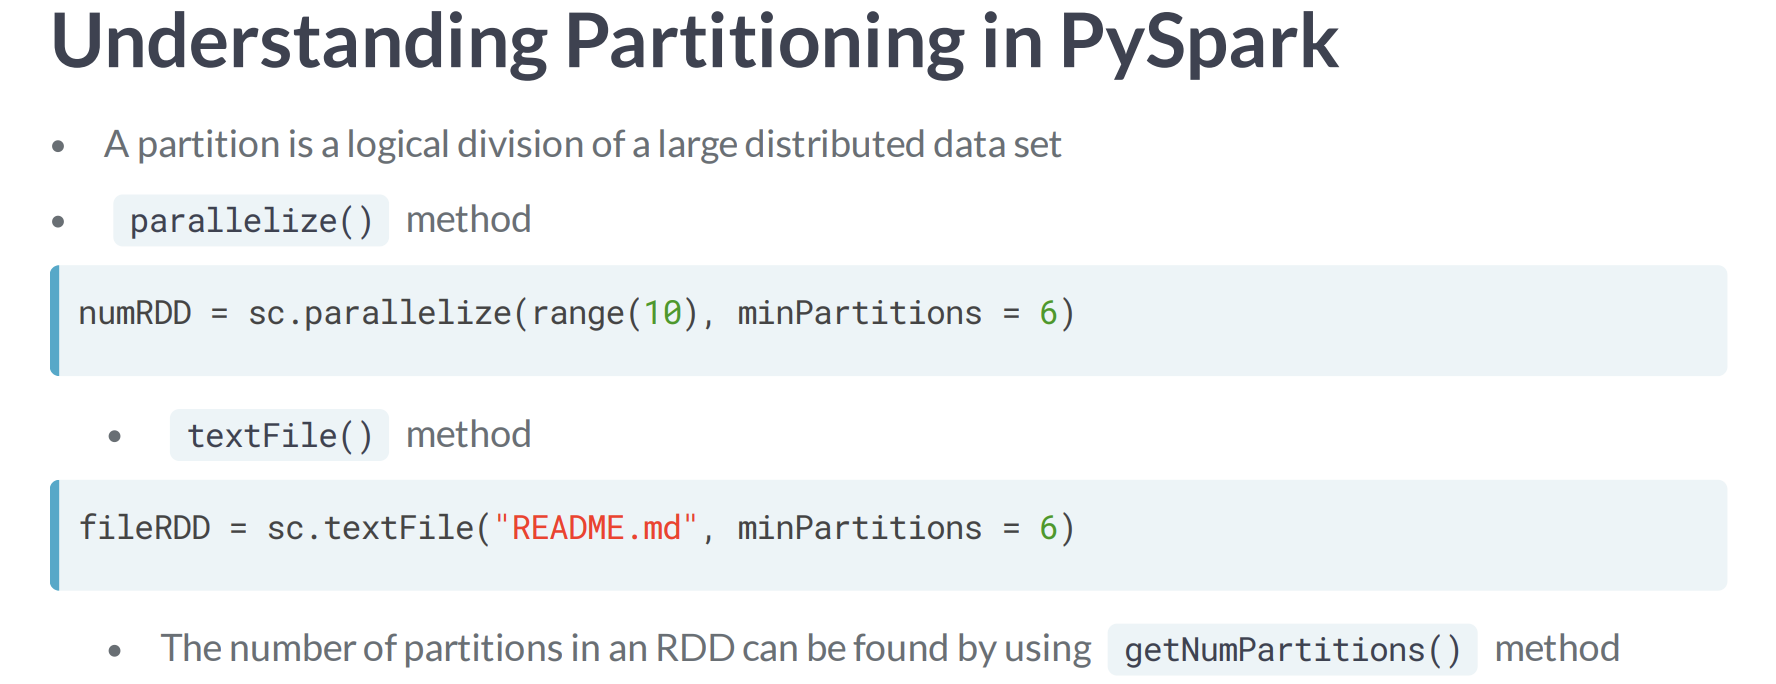 Understanding Partitioning in PySpark
• A partition is a logical division of a large distributed data set
• parallelize() method
numRDD = sc.parallelize(range(10), minPartitions = 6)
• textFile() method
fileRDD = sc.textFile("README.md", minPartitions = 6)
• The number of partitions in an RDD can be found by using getNumPartitions() method